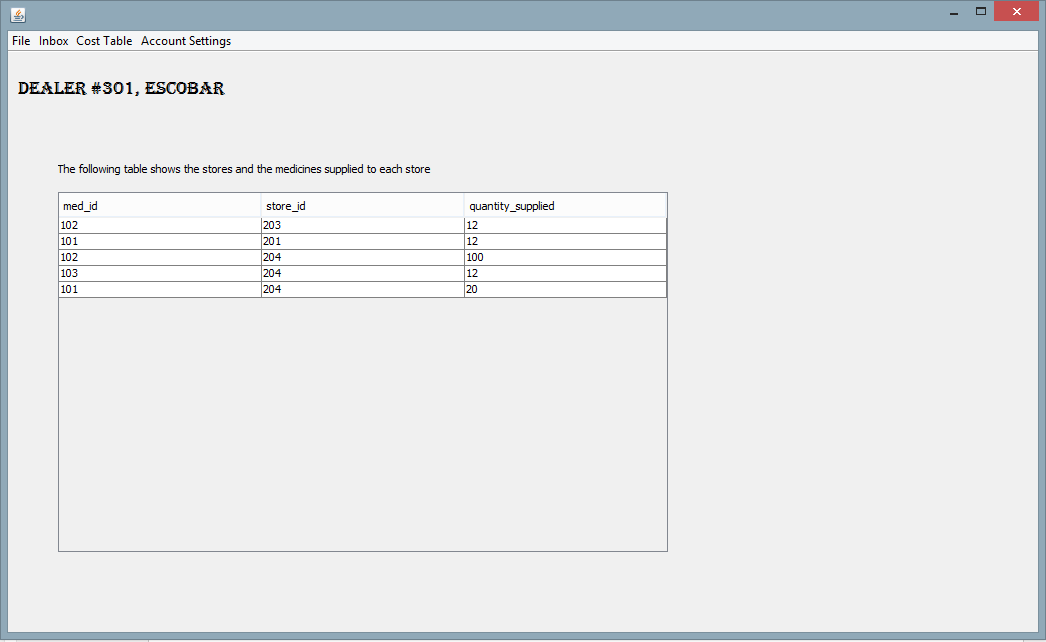 File Inbox Cost Table Account Settings
DEALER #301, ESCOBAR
The following table shows the stores and the medicines supplied to each store
med_id store_id quantity_supplied
102 203 12
101 201 12
102 204 100
103 204 12
101 204 20